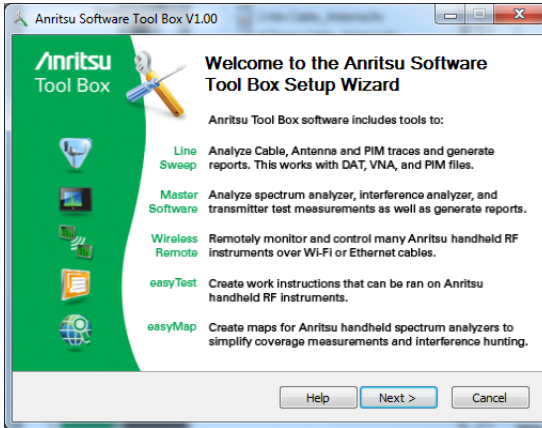 Anritsu Software Tool Box V1.00
Anritsu
Tool Box
Welcome to the Anritsu Software
Tool Box Setup Wizard
Anritsu Tool Box software includes tools to:
Line
Sweep
Analyze Cable, Antenna and PIM traces and generate
reports. This works with DAT, VNA, and PIM files.
Master
Software
Analyze spectrum analyzer, interference analyzer, and
transmitter test measurements as well as generate reports.
Wireless
Remote
Remotely monitor and control many Anritsu handheld RF
instruments over Wi-Fi or Ethernet cables.
easyTest
Create work instructions that can be ran on Anritsu
handheld RF instruments.
easyMap
Create maps for Anritsu handheld spectrum analyzers to
simplify coverage measurements and interference hunting.
Help
Next >
Cancel